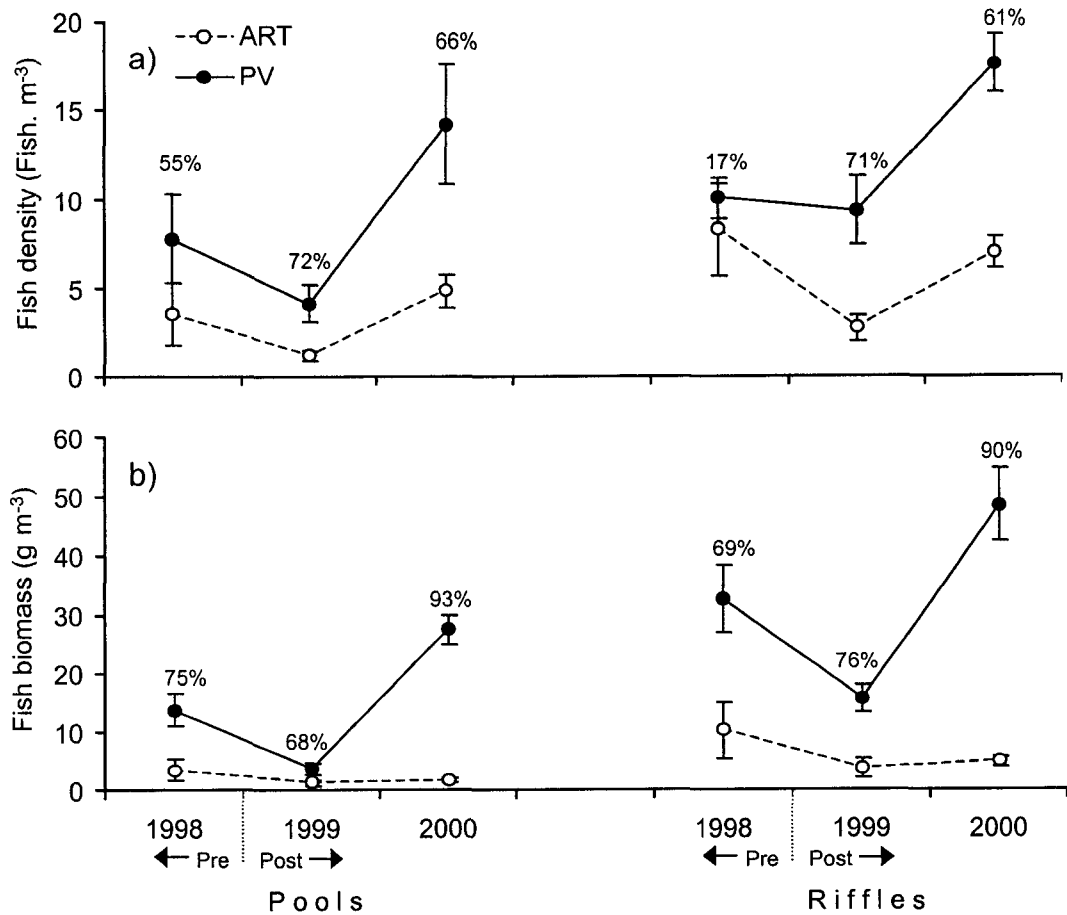 a)
ART
PV
Fish density (Fish. m⁻³)
20
15
10
5
0
55%
72%
66%
17%
71%
61%
b)
Fish biomass (g m⁻³)
60
50
40
30
20
10
0
75%
68%
93%
69%
76%
90%
1998 1999 2000
1998 1999 2000
Pre Post
Pre Post
Pools
Riffles